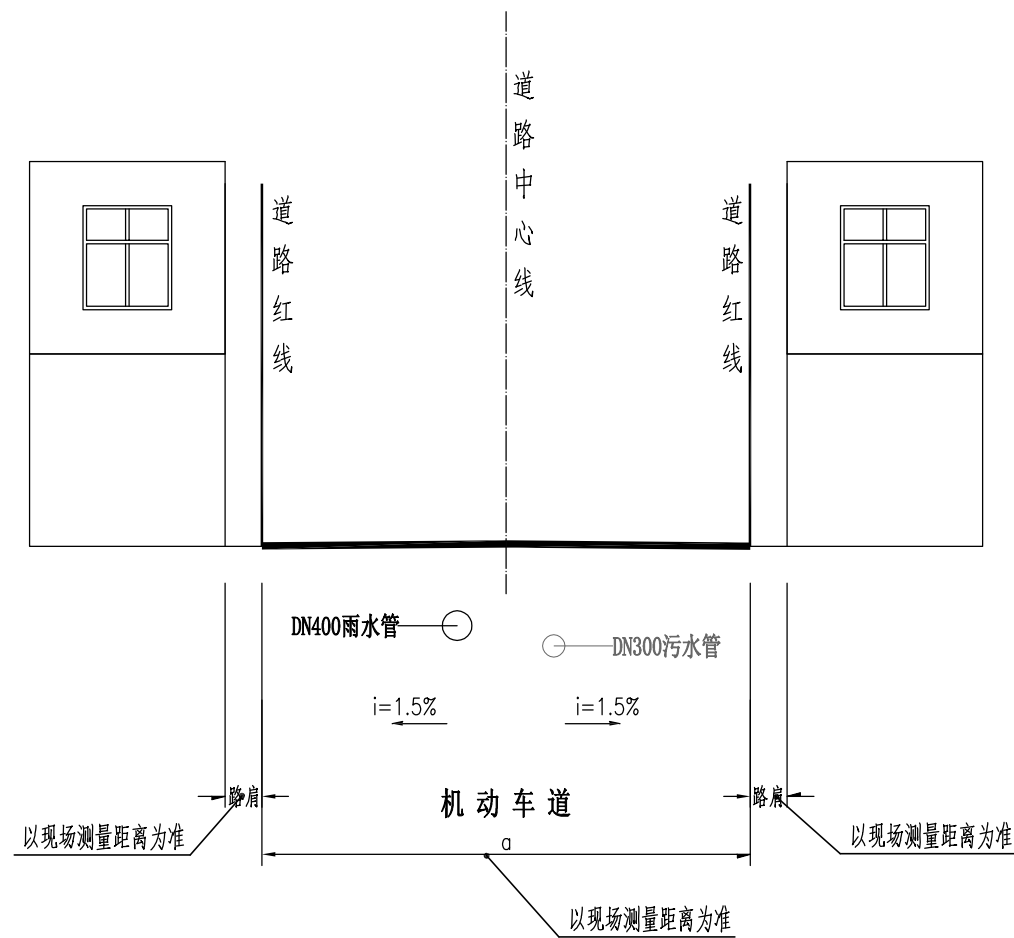 道路中心线
道路红线
道路红线
DN400雨水管
DN300污水管
i=1.5%
i=1.5%
路肩
机动车道
路肩
以现场测量距离为准
a
以现场测量距离为准
以现场测量距离为准